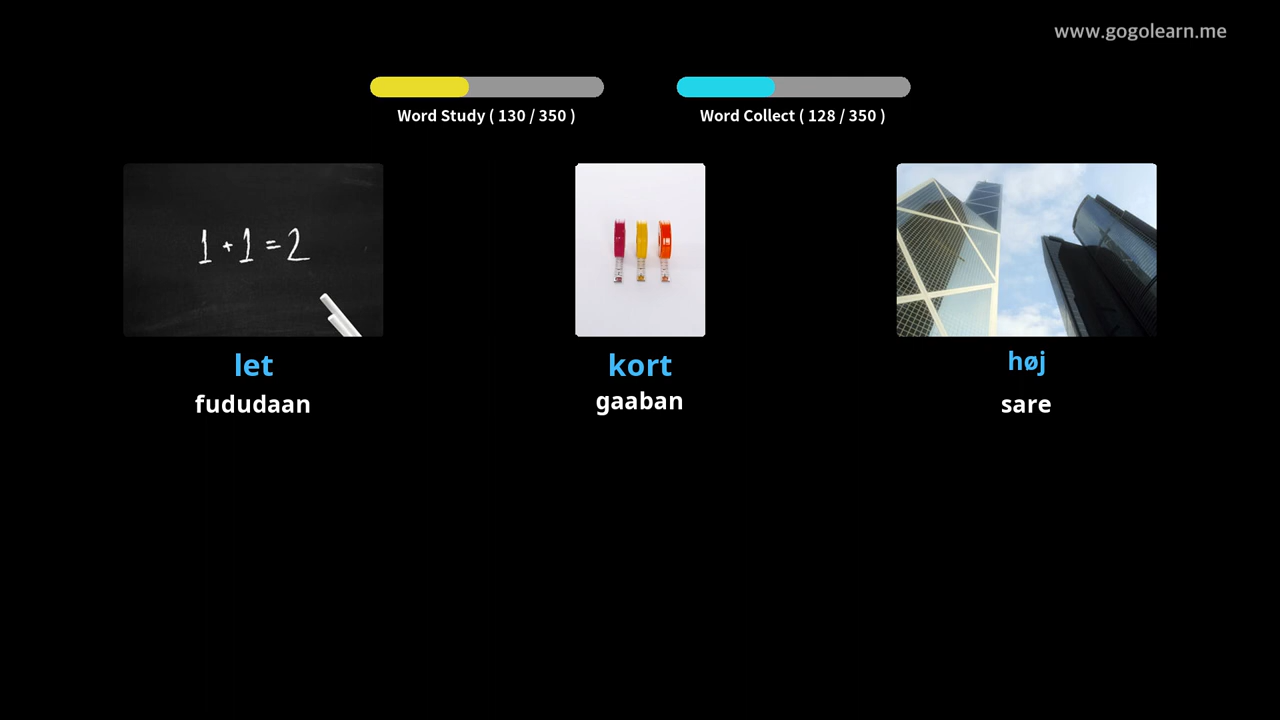 www.gogolearn.me
Word Study ( 130 / 350 )
Word Collect ( 128 / 350 )
1 + 1 = 2
let
kort
høj
fududaan
gaaban
sare